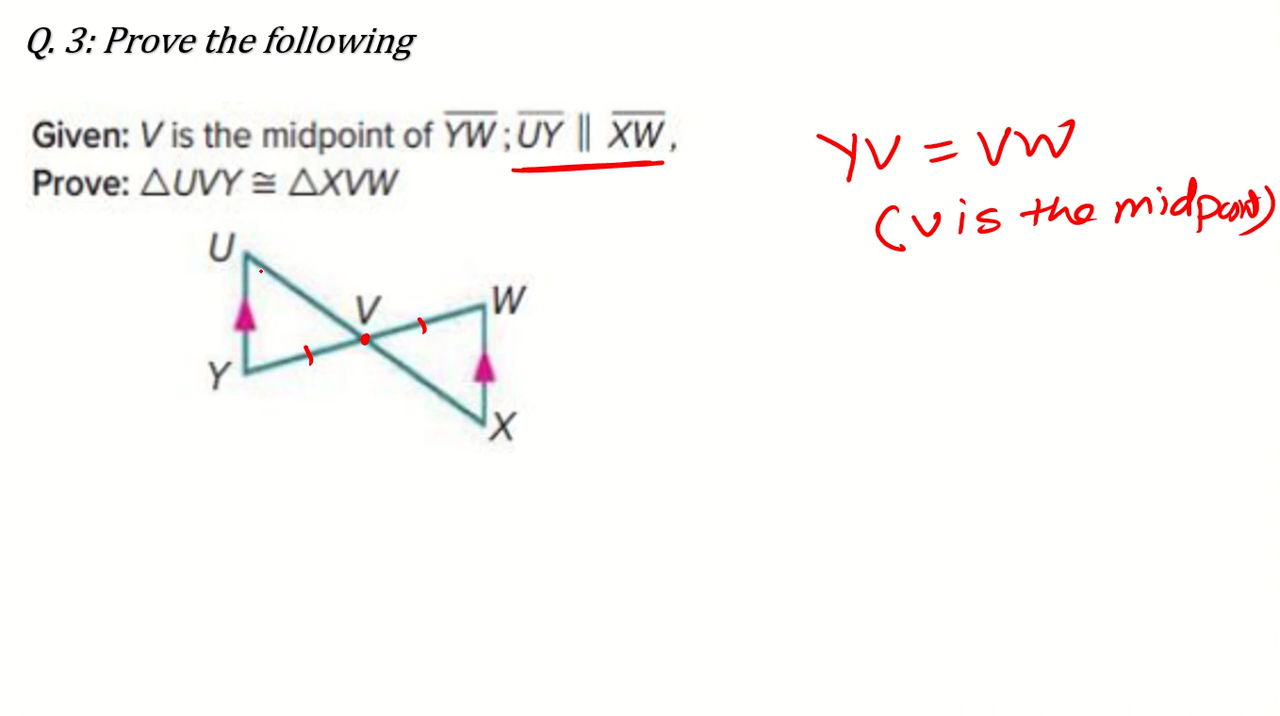 Q. 3: Prove the following
Given: V is the midpoint of YW ; UY ∥ XW ,
Prove: △UVY ≅ △XVW
YV = VW
(V is the midpoint)
U
V
W
Y
X